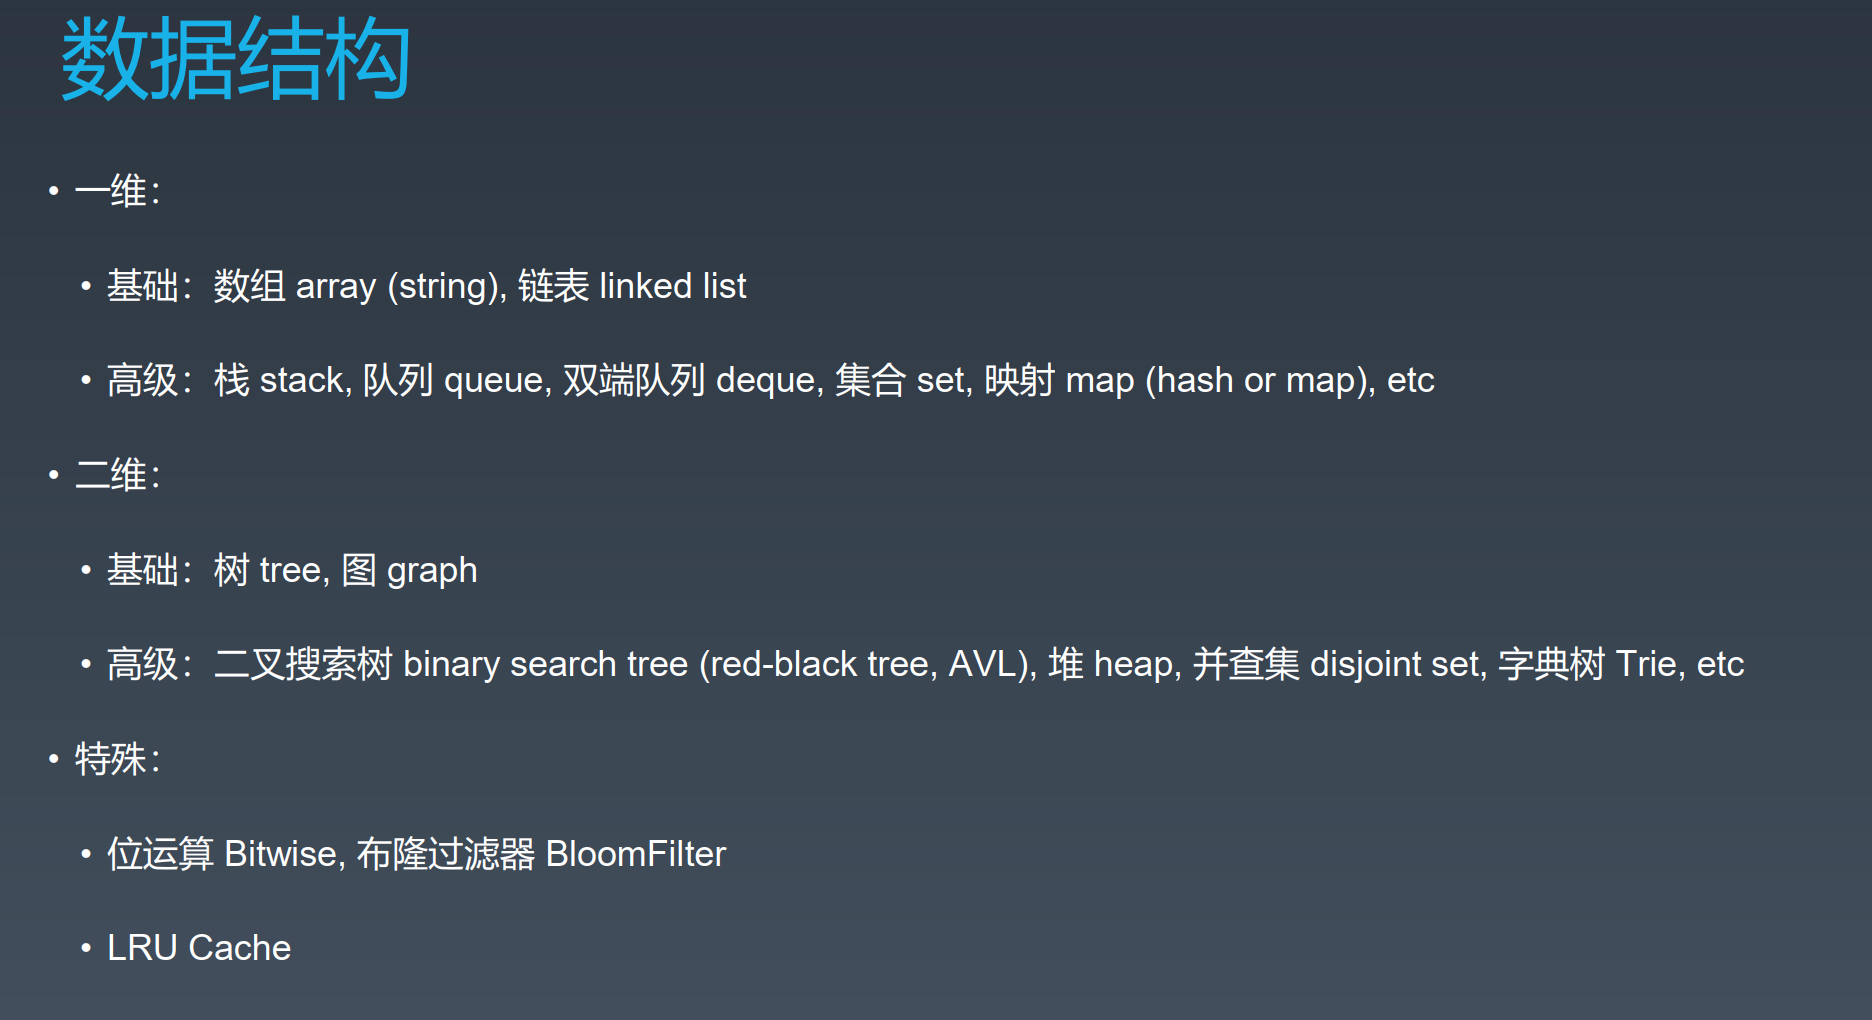 数据结构
• 一维：
• 基础：数组 array (string), 链表 linked list
• 高级：栈 stack, 队列 queue, 双端队列 deque, 集合 set, 映射 map (hash or map), etc
• 二维：
• 基础：树 tree, 图 graph
• 高级：二叉搜索树 binary search tree (red-black tree, AVL), 堆 heap, 并查集 disjoint set, 字典树 Trie, etc
• 特殊：
• 位运算 Bitwise, 布隆过滤器 BloomFilter
• LRU Cache